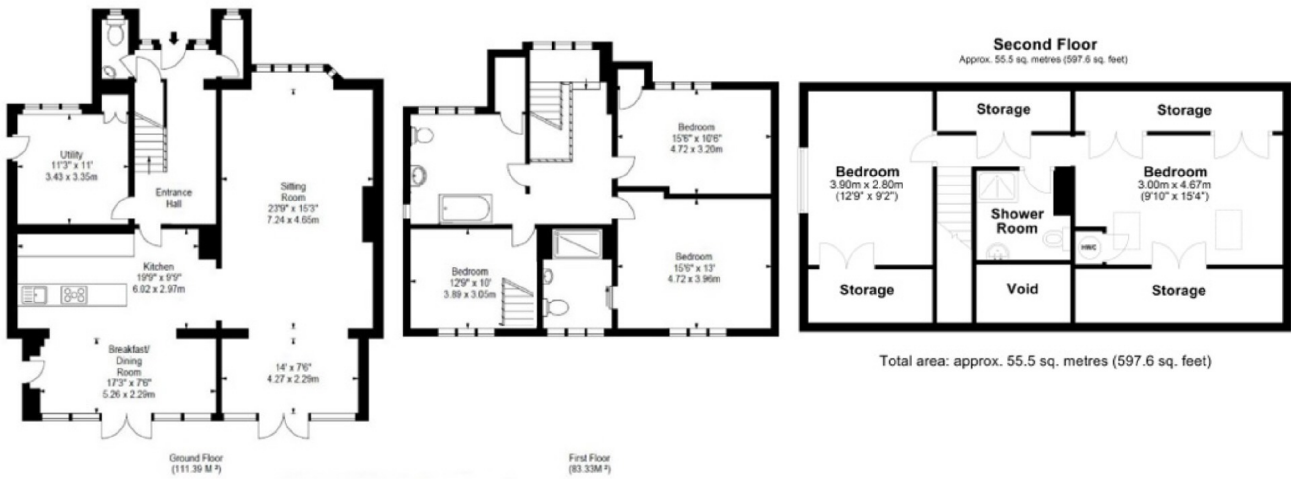 Utility
11'3" x 11'
3.43 x 3.35m
Entrance
Hall
Sitting
Room
23'9" x 15'3"
7.24 x 4.65m
Kitchen
19'9" x 9'9"
6.02 x 2.97m
Breakfast/
Dining
Room
17'3" x 7'6"
5.26 x 2.29m
14' x 7'6"
4.27 x 2.29m
Ground Floor
(111.39 M ²)
Bedroom
15'6" x 10'6"
4.72 x 3.20m
Bedroom
12'9" x 10'
3.89 x 3.05m
Bedroom
15'6" x 13'
4.72 x 3.96m
First Floor
(83.33M ²)
Second Floor
Approx. 55.5 sq. metres (597.6 sq. feet)
Storage
Storage
Bedroom
3.90m x 2.80m
(12'9" x 9'2")
Bedroom
3.00m x 4.67m
(9'10" x 15'4")
Shower
Room
HWC
Storage
Void
Storage
Total area: approx. 55.5 sq. metres (597.6 sq. feet)